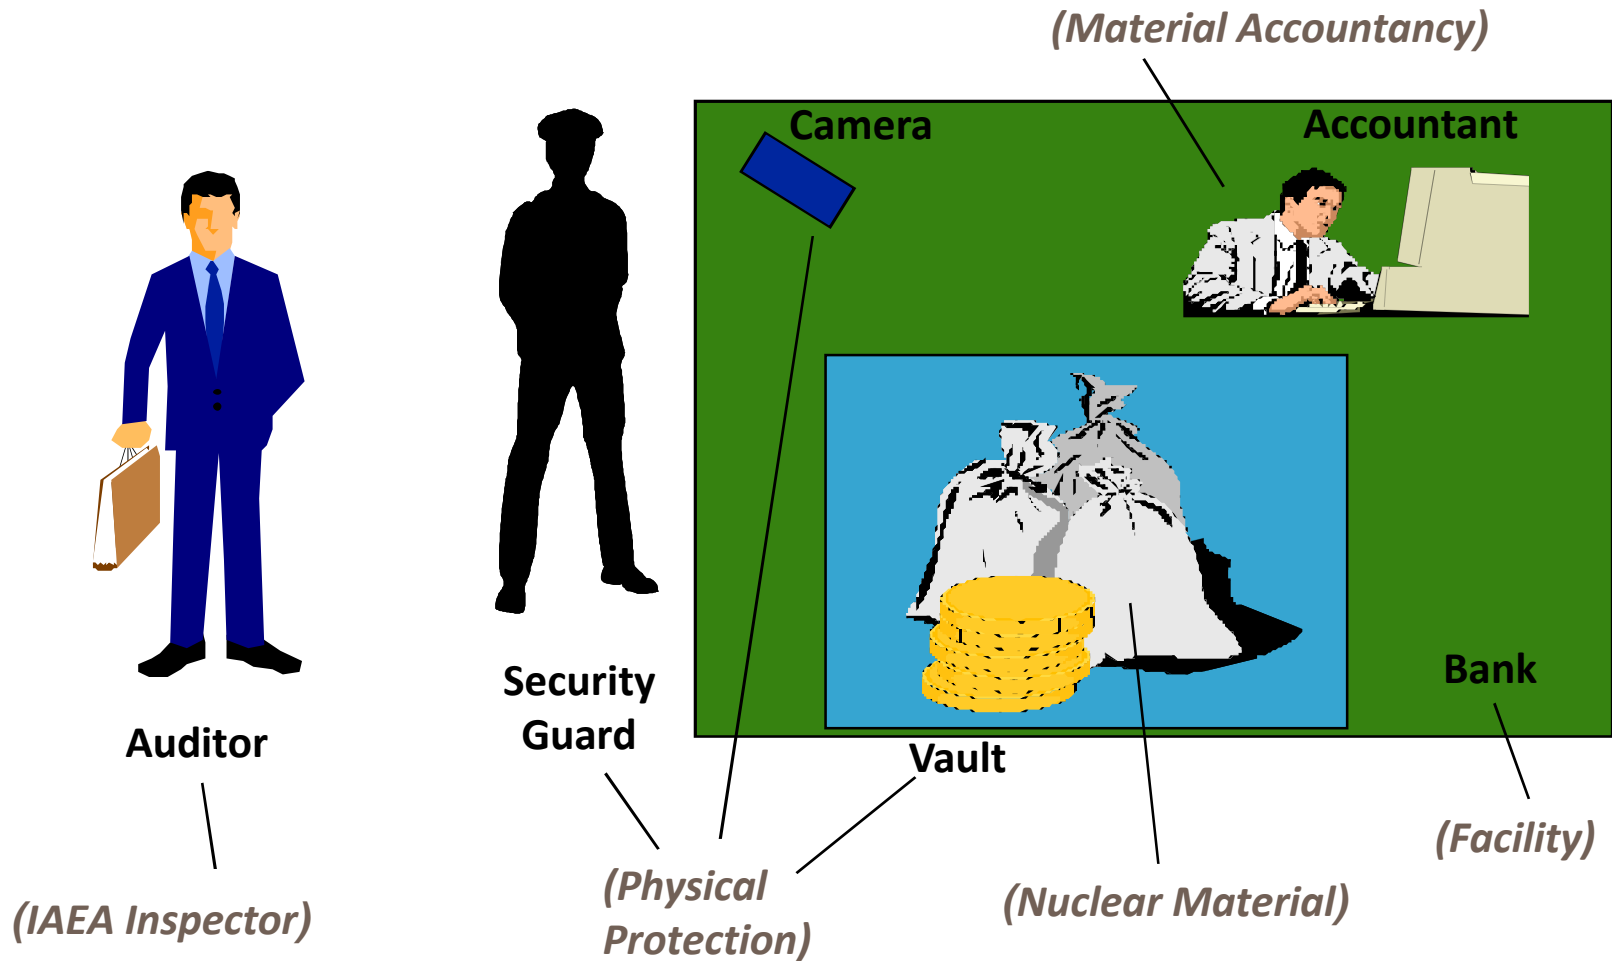 (Material Accountancy)
Camera
Accountant
Security
Guard
Bank
Auditor
Vault
(Facility)
(Physical
Protection)
(Nuclear Material)
(IAEA Inspector)